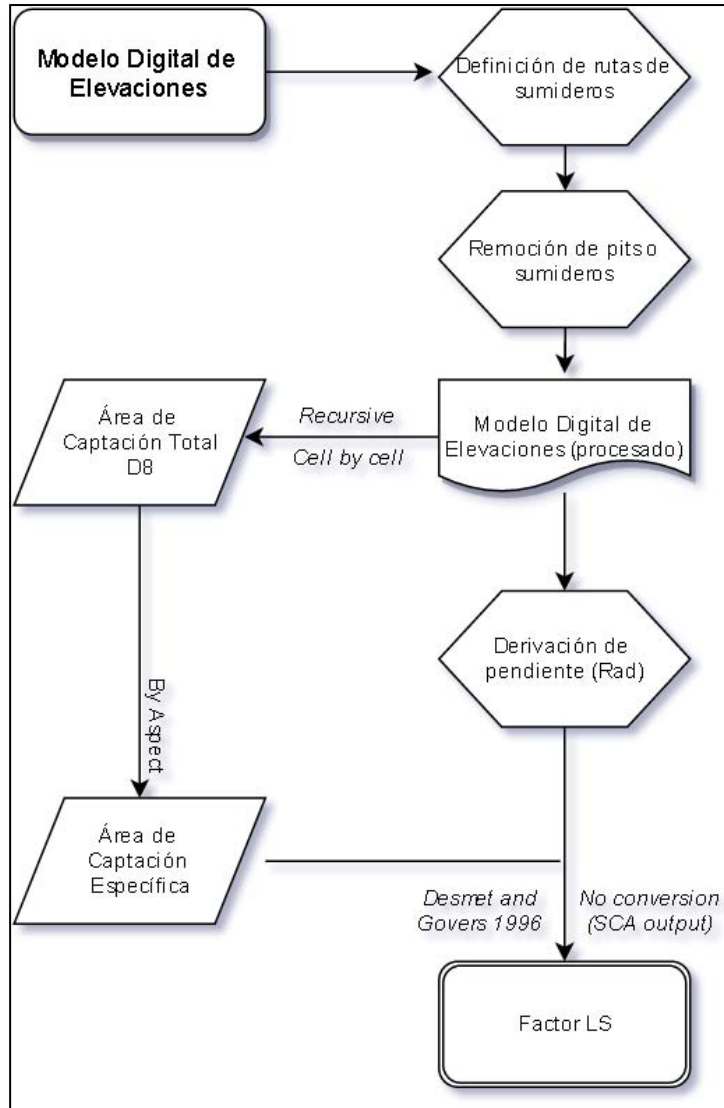 Modelo Digital de
Elevaciones
Definición de rutas de
sumideros
Remoción de pits o
sumideros
Modelo Digital de
Elevaciones (procesado)
Recursive
Cell by cell
Área de
Captación Total
D8
Derivación de
pendiente (Rad)
By Aspect
Área de
Captación
Específica
Desmet and
Govers 1996
No conversion
(SCA output)
Factor LS